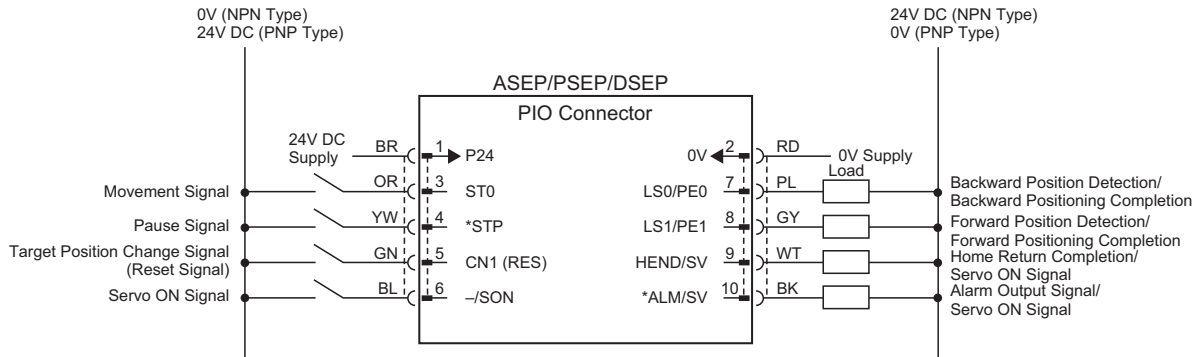 0V (NPN Type)
24V DC (PNP Type)
24V DC (NPN Type)
0V (PNP Type)
ASEP/PSEP/DSEP
PIO Connector
24V DC
Supply
BR
1
P24
0V
2
RD
0V Supply
Load
Movement Signal
OR
3
ST0
LS0/PE0
7
PL
Backward Position Detection/
Backward Positioning Completion
Pause Signal
YW
4
*STP
LS1/PE1
8
GY
Forward Position Detection/
Forward Positioning Completion
Target Position Change Signal
(Reset Signal)
GN
5
CN1 (RES)
HEND/SV
9
WT
Home Return Completion/
Servo ON Signal
Servo ON Signal
BL
6
–/SON
*ALM/SV
10
BK
Alarm Output Signal/
Servo ON Signal